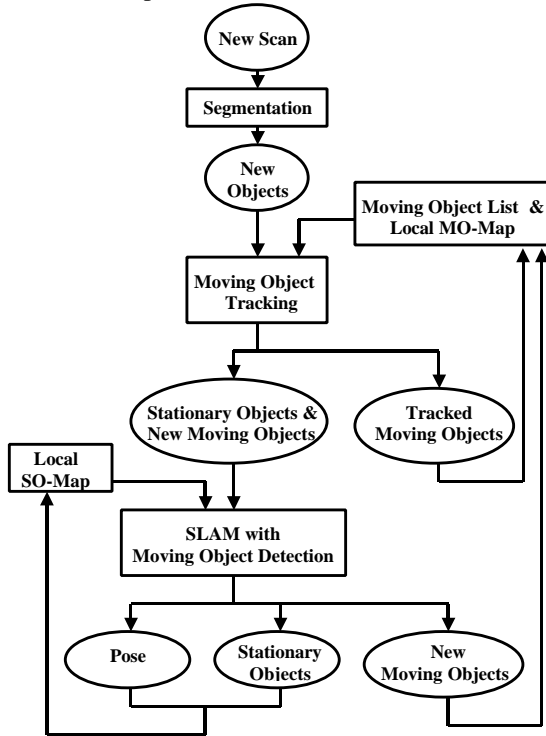 New Scan
Segmentation
New
Objects
Moving Object List &
Local MO-Map
Moving Object
Tracking
Stationary Objects &
New Moving Objects
Tracked
Moving Objects
Local
SO-Map
SLAM with
Moving Object Detection
Pose
Stationary
Objects
New
Moving Objects